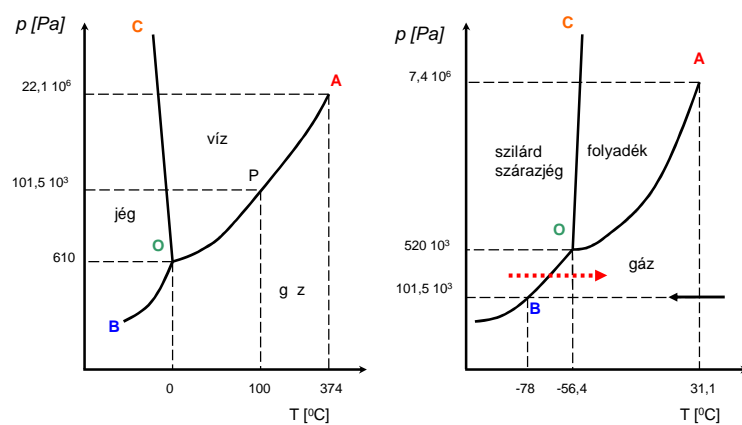 p [Pa]
C
A
22,1 10⁶
víz
P
101,5 10³
jég
O
610
g z
B
0
100
374
T [⁰C]
p [Pa]
C
A
7,4 10⁶
szilárd
szárazjég
folyadék
O
520 10³
gáz
101,5 10³
B
-78
-56,4
31,1
T [⁰C]